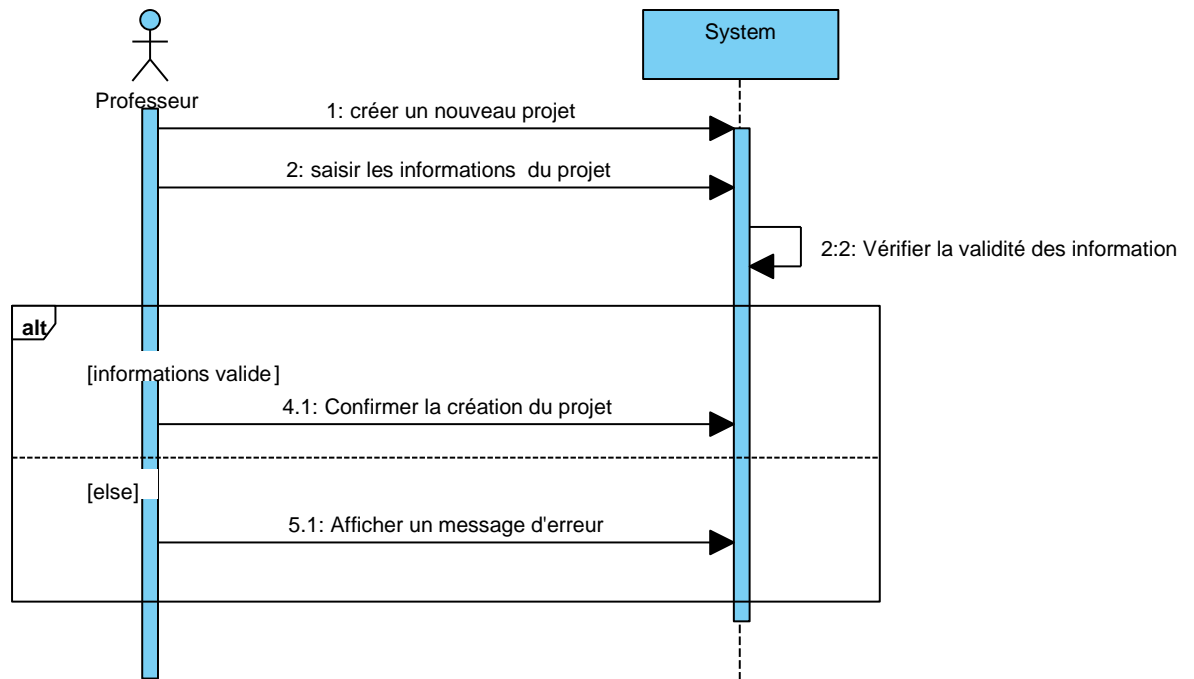 System
Professeur
1: créer un nouveau projet
2: saisir les informations  du projet
2:2: Vérifier la validité des information
alt
[informations valide]
4.1: Confirmer la création du projet
[else]
5.1: Afficher un message d'erreur